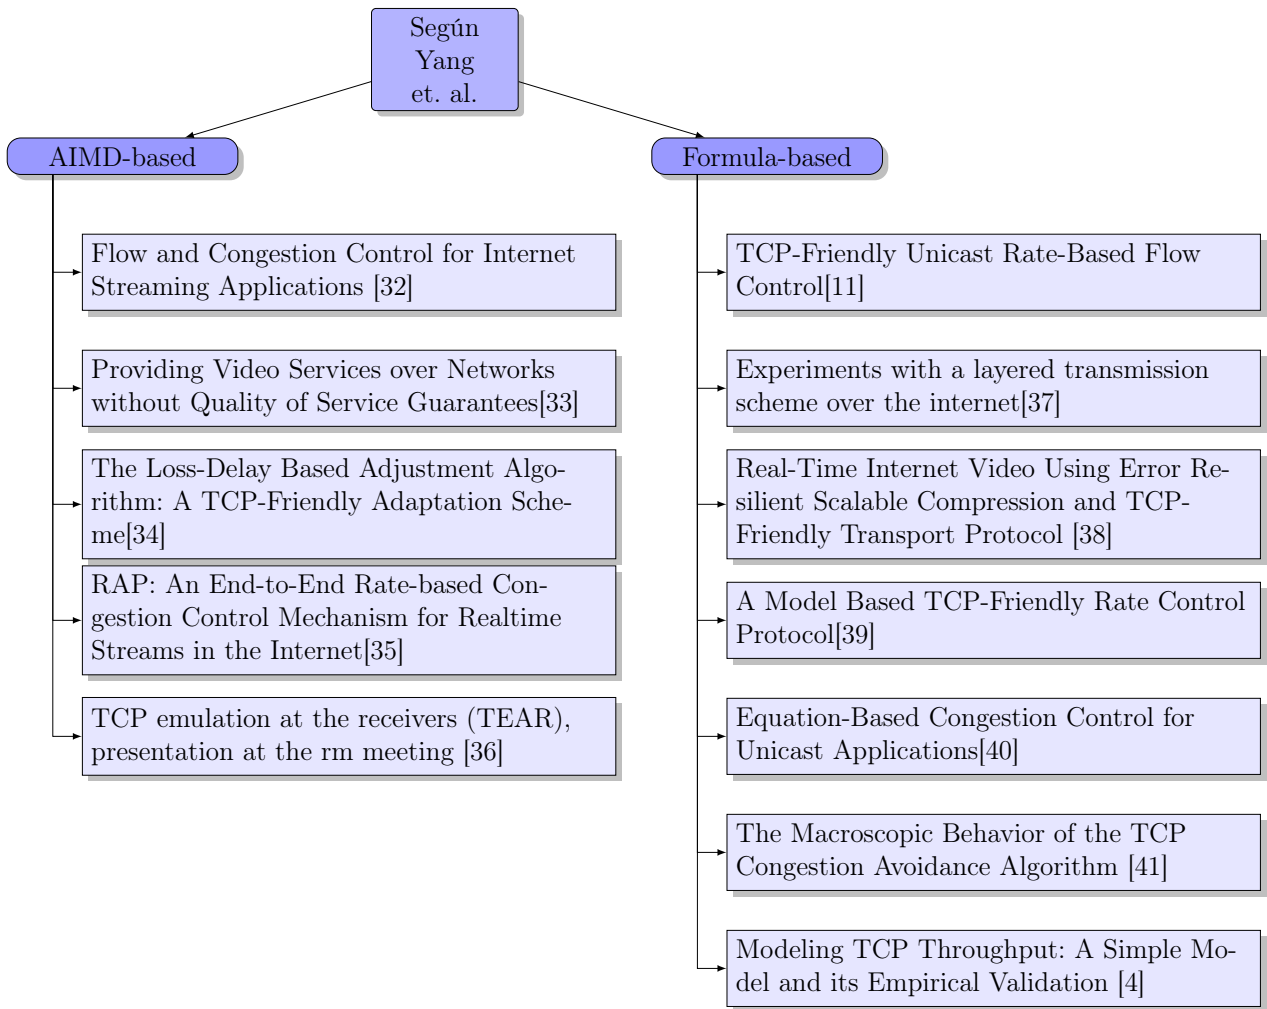 Según
Yang
et. al.
AIMD-based
Formula-based
Flow and Congestion Control for Internet
Streaming Applications [32]
Providing Video Services over Networks
without Quality of Service Guarantees[33]
The Loss-Delay Based Adjustment Algo-
rithm: A TCP-Friendly Adaptation Sche-
me[34]
RAP: An End-to-End Rate-based Con-
gestion Control Mechanism for Realtime
Streams in the Internet[35]
TCP emulation at the receivers (TEAR),
presentation at the rm meeting [36]
TCP-Friendly Unicast Rate-Based Flow
Control[11]
Experiments with a layered transmission
scheme over the internet[37]
Real-Time Internet Video Using Error Re-
silient Scalable Compression and TCP-
Friendly Transport Protocol [38]
A Model Based TCP-Friendly Rate Control
Protocol[39]
Equation-Based Congestion Control for
Unicast Applications[40]
The Macroscopic Behavior of the TCP
Congestion Avoidance Algorithm [41]
Modeling TCP Throughput: A Simple Mo-
del and its Empirical Validation [4]